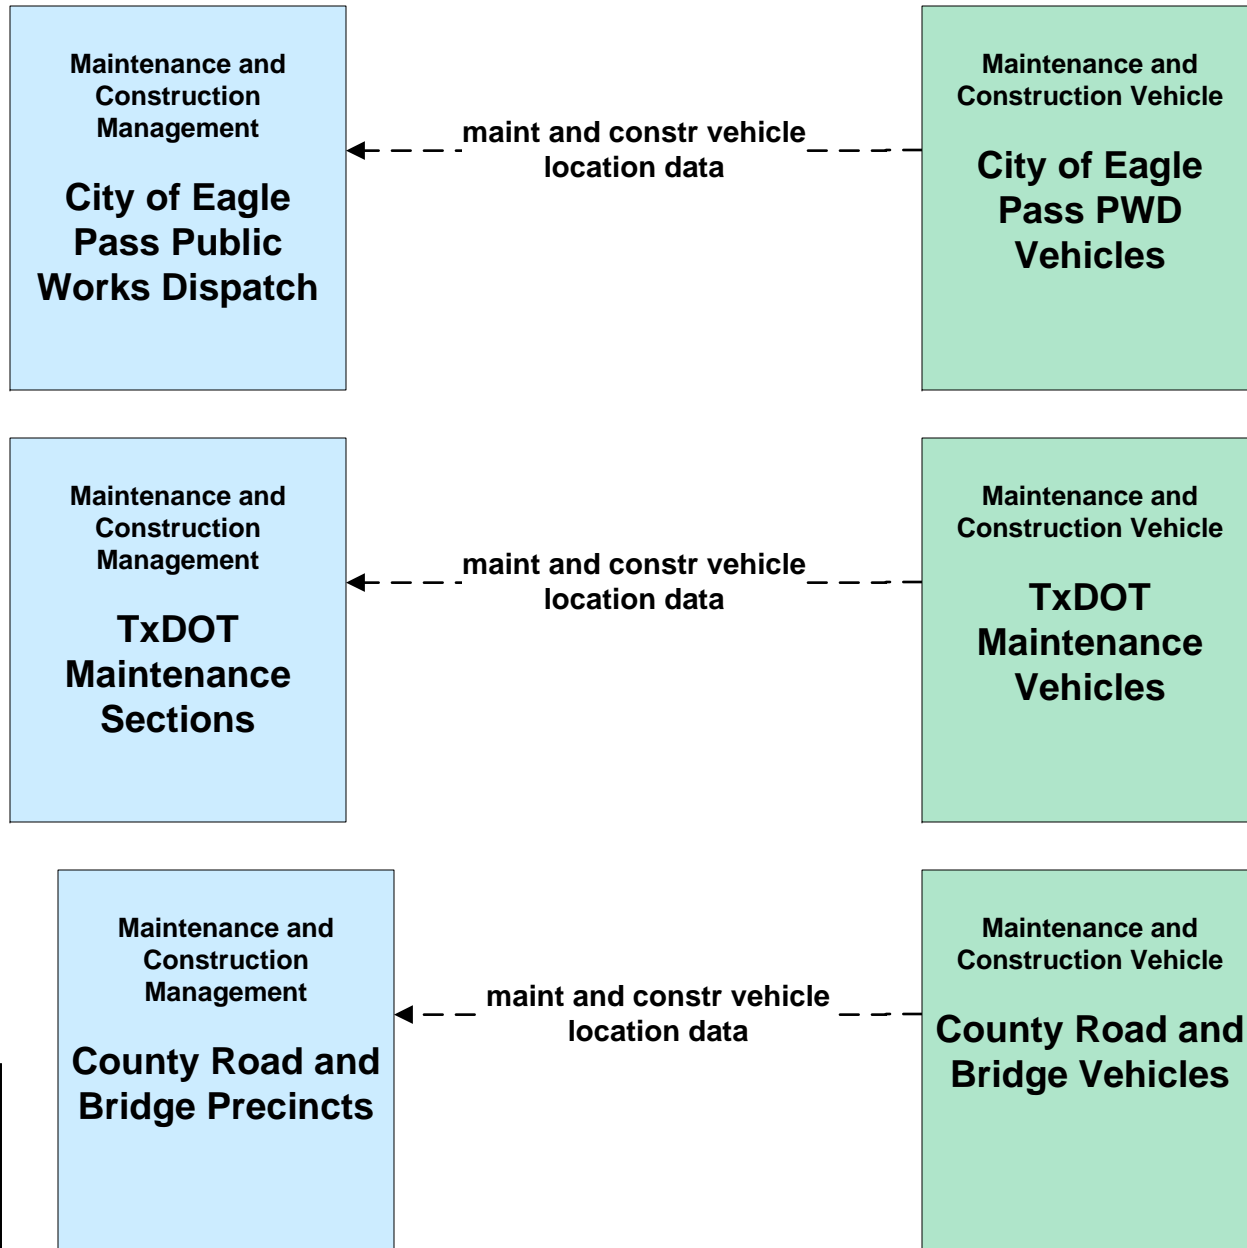 Maintenance and
Construction
Management
City of Eagle
Pass Public
Works Dispatch
maint and constr vehicle
location data
Maintenance and
Construction Vehicle
City of Eagle
Pass PWD
Vehicles
Maintenance and
Construction
Management
TxDOT
Maintenance
Sections
maint and constr vehicle
location data
Maintenance and
Construction Vehicle
TxDOT
Maintenance
Vehicles
Maintenance and
Construction
Management
County Road and
Bridge Precincts
maint and constr vehicle
location data
Maintenance and
Construction Vehicle
County Road and
Bridge Vehicles